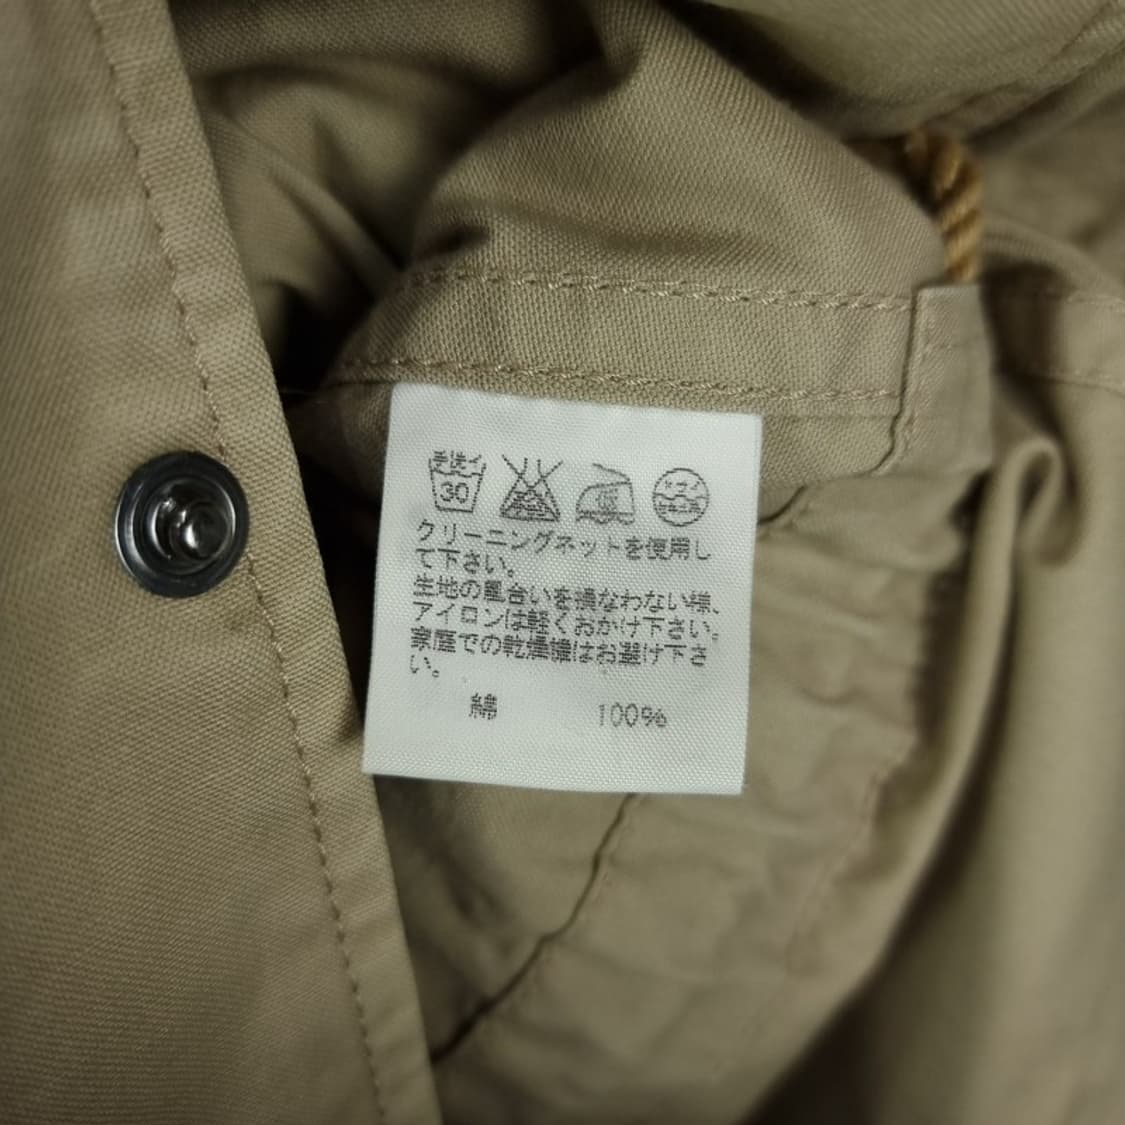 手洗イ
30
クリーニングネットを使用し
て下さい。
生地の風合いを損なわない様、
アイロンは軽くおかけ下さい。
家庭での乾燥機はお避け下さ
い。
綿 100%